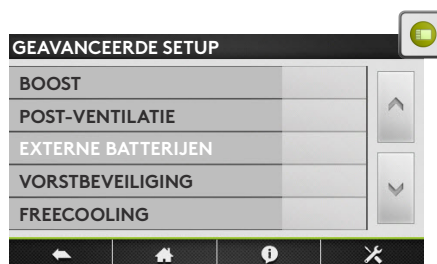 GEAVANCEERDE SETUP
BOOST
POST-VENTILATIE
EXTERNE BATTERIJEN
VORSTBEVEILIGING
FREECOOLING